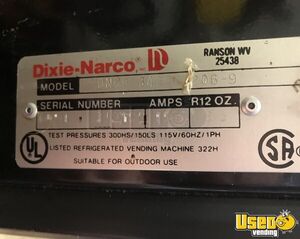 RANSON WV
25438
Dixie-Narco
MODEL
SERIAL NUMBER AMPS R12 OZ.
TEST PRESSURES 300HS/150LS 115V/60HZ/1PH
UL LISTED REFRIGERATED VENDING MACHINE 322H
SUITABLE FOR OUTDOOR USE
SA
Used
vending